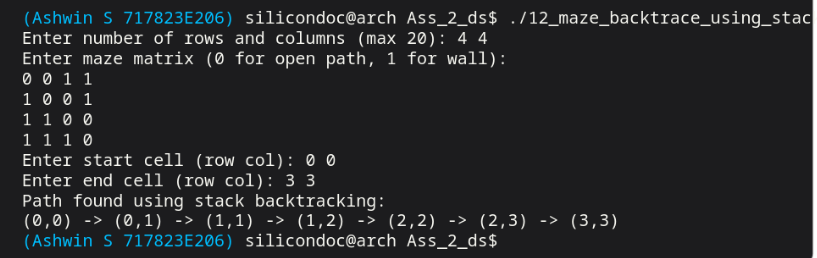 (Ashwin S 717823E206) silicondoc@arch Ass_2_ds$ ./12_maze_backtrace_using_stac
Enter number of rows and columns (max 20): 4 4
Enter maze matrix (0 for open path, 1 for wall):
0 0 1 1
1 0 0 1
1 1 0 0
1 1 1 0
Enter start cell (row col): 0 0
Enter end cell (row col): 3 3
Path found using stack backtracking:
(0,0) -> (0,1) -> (1,1) -> (1,2) -> (2,2) -> (2,3) -> (3,3)
(Ashwin S 717823E206) silicondoc@arch Ass_2_ds$